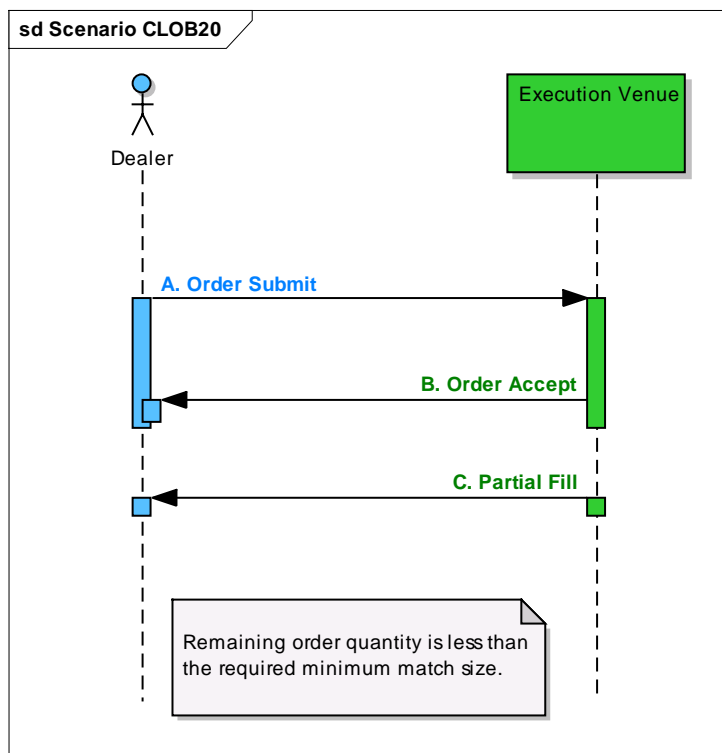 sd Scenario CLOB20
Execution Venue
Dealer
A. Order Submit
B. Order Accept
C. Partial Fill
Remaining order quantity is less than
the required minimum match size.